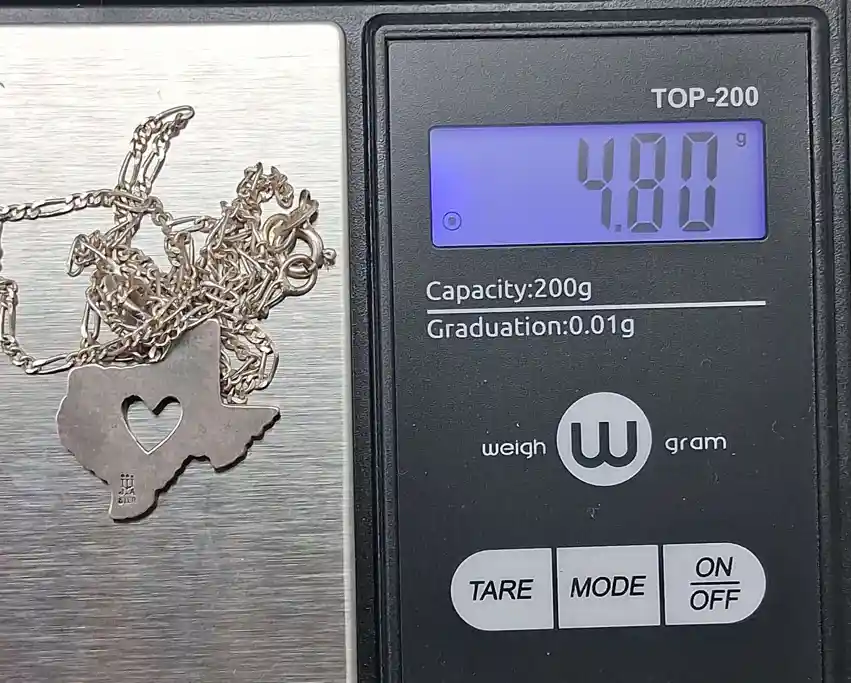 TOP-200
4.80 g
Capacity:200g
Graduation:0.01g
weigh W gram
TARE MODE ON
OFF